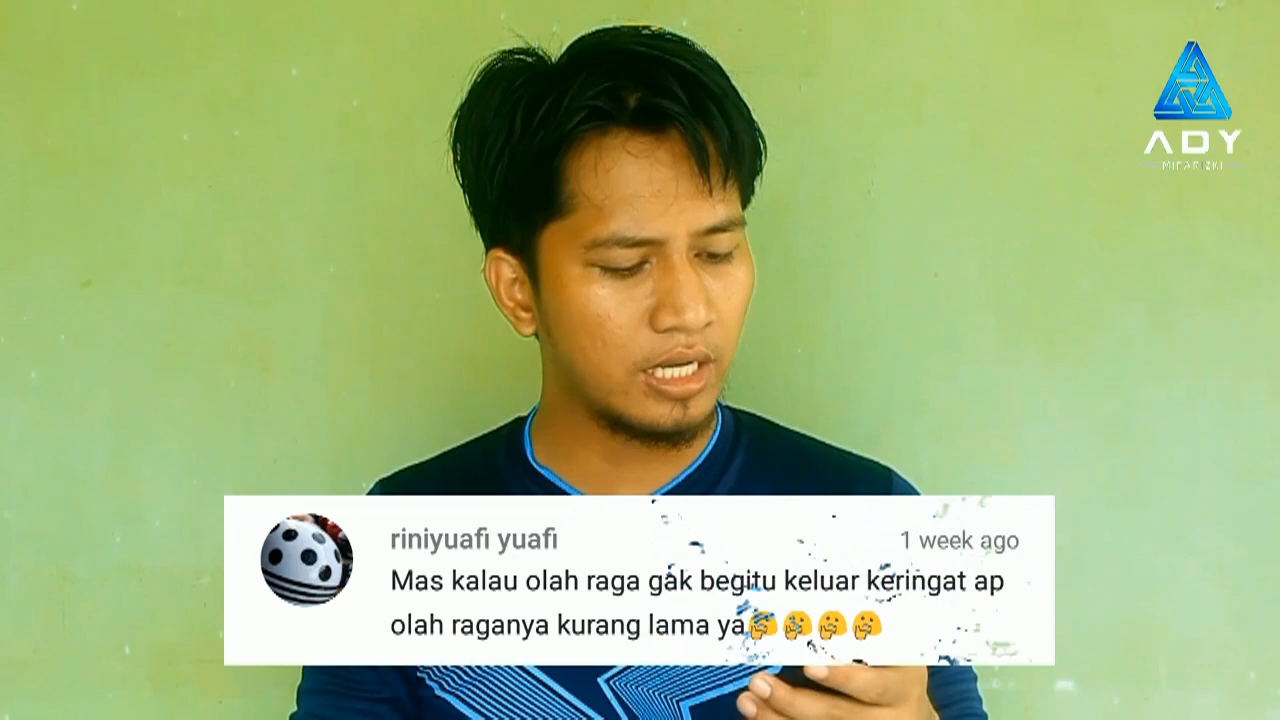 ADY
riniyuafi yuafi
1 week ago
Mas kalau olah raga gak begitu keluar keringat ap
olah raganya kurang lama ya🤔🤔🤔🤔